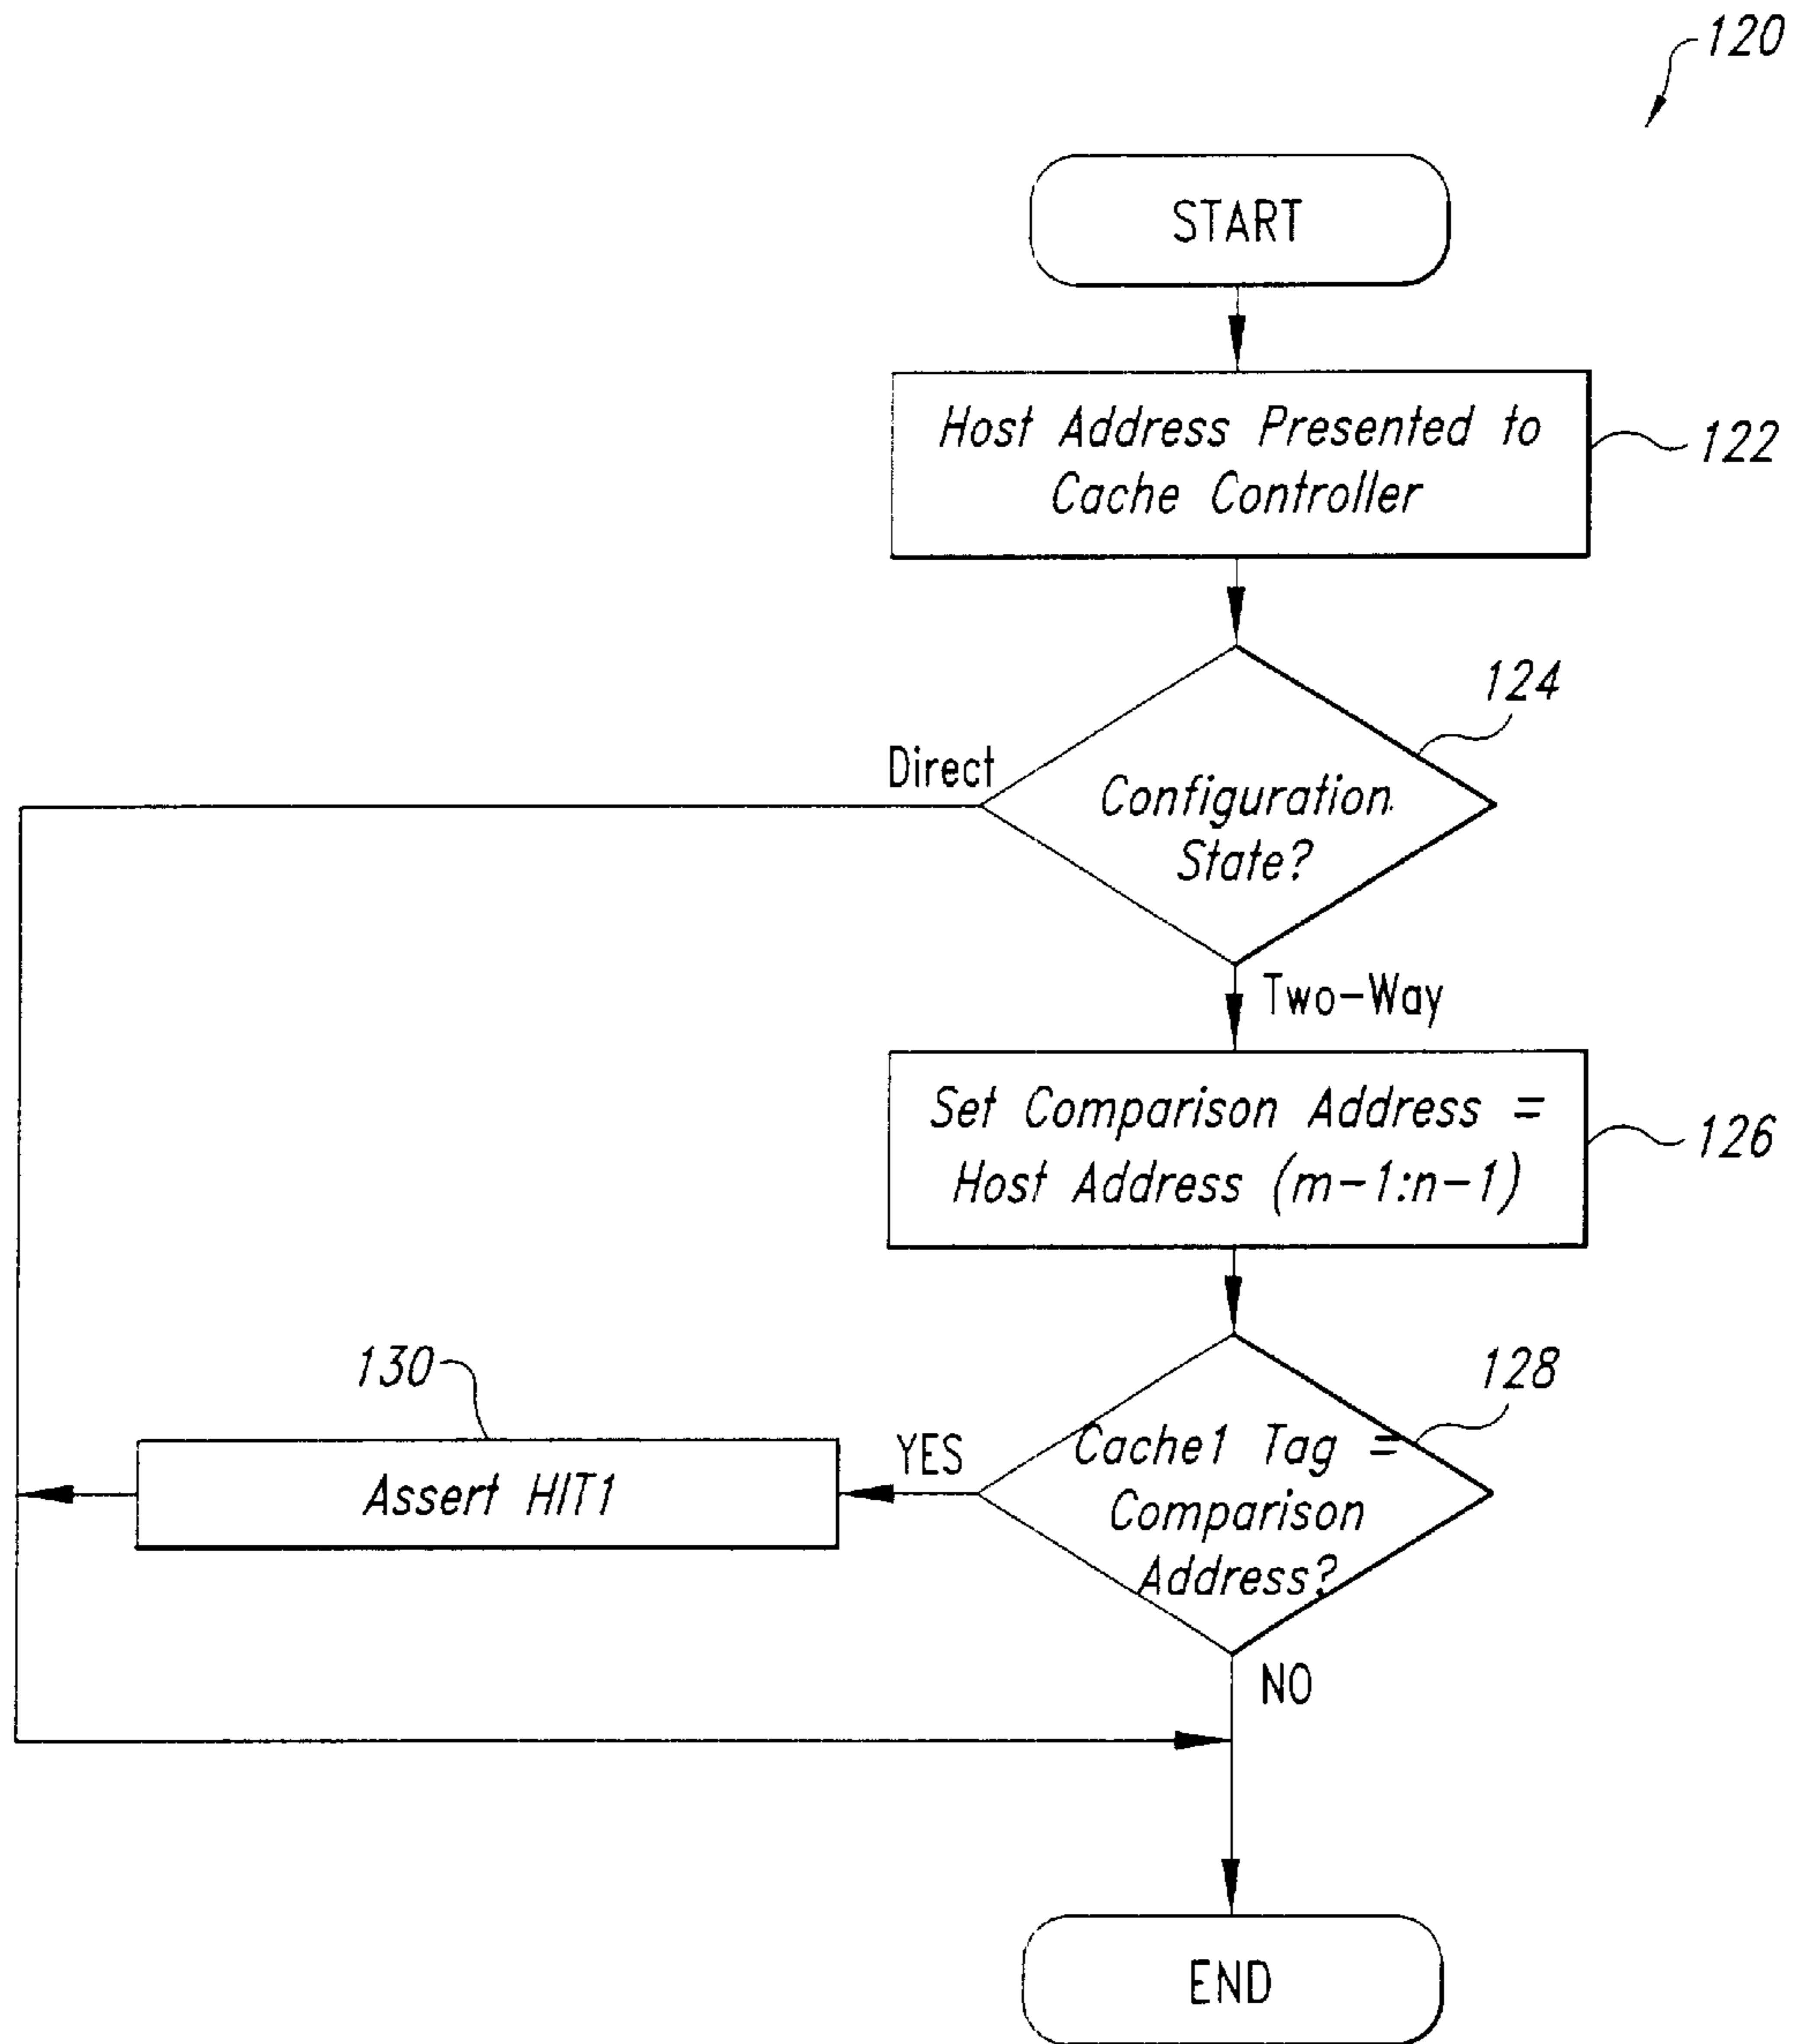 120
START
Host Address Presented to
Cache Controller
122
124
Direct
Configuration
State?
Two-Way
Set Comparison Address =
Host Address (m-1:n-1)
126
130
128
Assert HIT1
YES
Cache1 Tag =
Comparison
Address?
NO
END